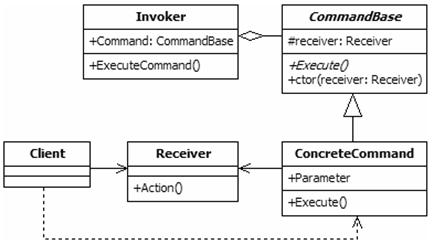 Invoker
+Command: CommandBase
+ExecuteCommand()
CommandBase
#receiver: Receiver
+Execute()
+ctor(receiver: Receiver)
Client
Receiver
+Action()
ConcreteCommand
+Parameter
+Execute()